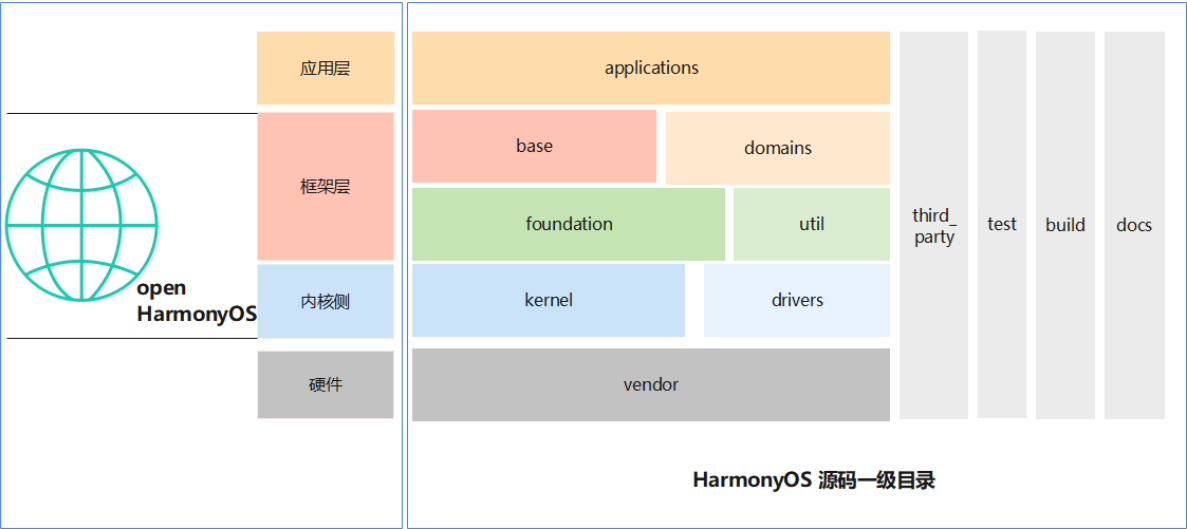 应用层
applications
框架层
base
domains
foundation
util
third_
party
test
build
docs
open
HarmonyOS
内核侧
kernel
drivers
硬件
vendor
HarmonyOS 源码一级目录